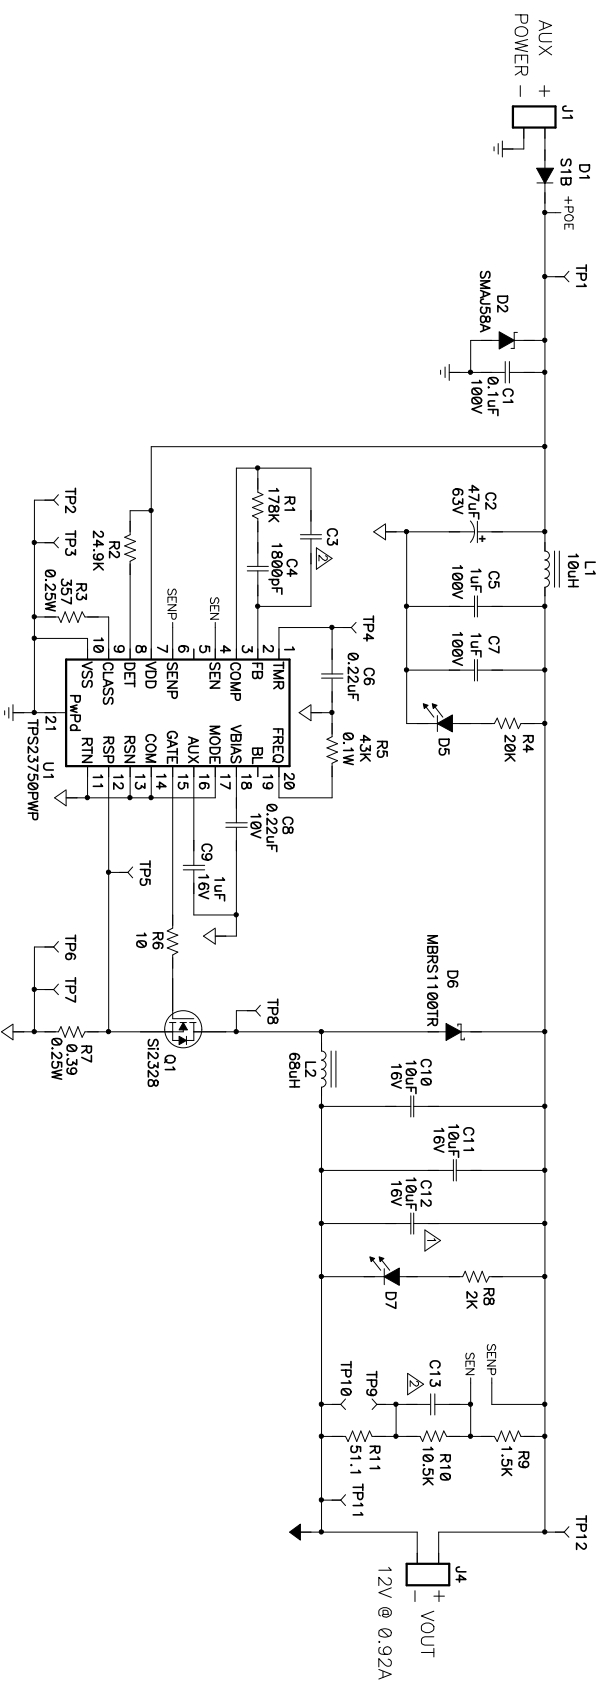 AUX
POWER
+
-
J1
D1
S1B
+POE
TP1
D2
SMAJ58A
C1
0.1uF
100V
C2
47uF
63V
+
L1
10uH
C5
1uF
100V
C7
1uF
100V
D5
R4
20K
R1
178K
C3
2
C4
1800pF
TP2
TP3
R2
24.9K
R3
357
0.25W
SENP
SEN
TP4
C6
0.22uF
R5
43K
0.1W
1 TMR
2 FB
3 COMP
4 SEN
5
6
7 SENP
8 VDD
9 DET
10 CLASS
VSS
21
PwPd
FREQ 20
BL 19
VBIAS 18
MODE 17
AUX 16
GATE 15
COM 14
RSN 13
RSP 12
RTN 11
U1
TPS23750PWP
C8
0.22uF
10V
C9
1uF
16V
TP5
R6
10
TP6
TP7
R7
0.39
0.25W
Q1
Si2328
TP8
D6
MBRS1100TR
L2
68uH
C10
10uF
16V
C11
10uF
16V
C12
10uF
16V
1
D7
R8
2K
SENP
SEN
C13
2
TP9
TP10
R9
1.5K
R10
10.5K
R11
51.1
TP11
TP12
J4
+
-
VOUT
12V @ 0.92A